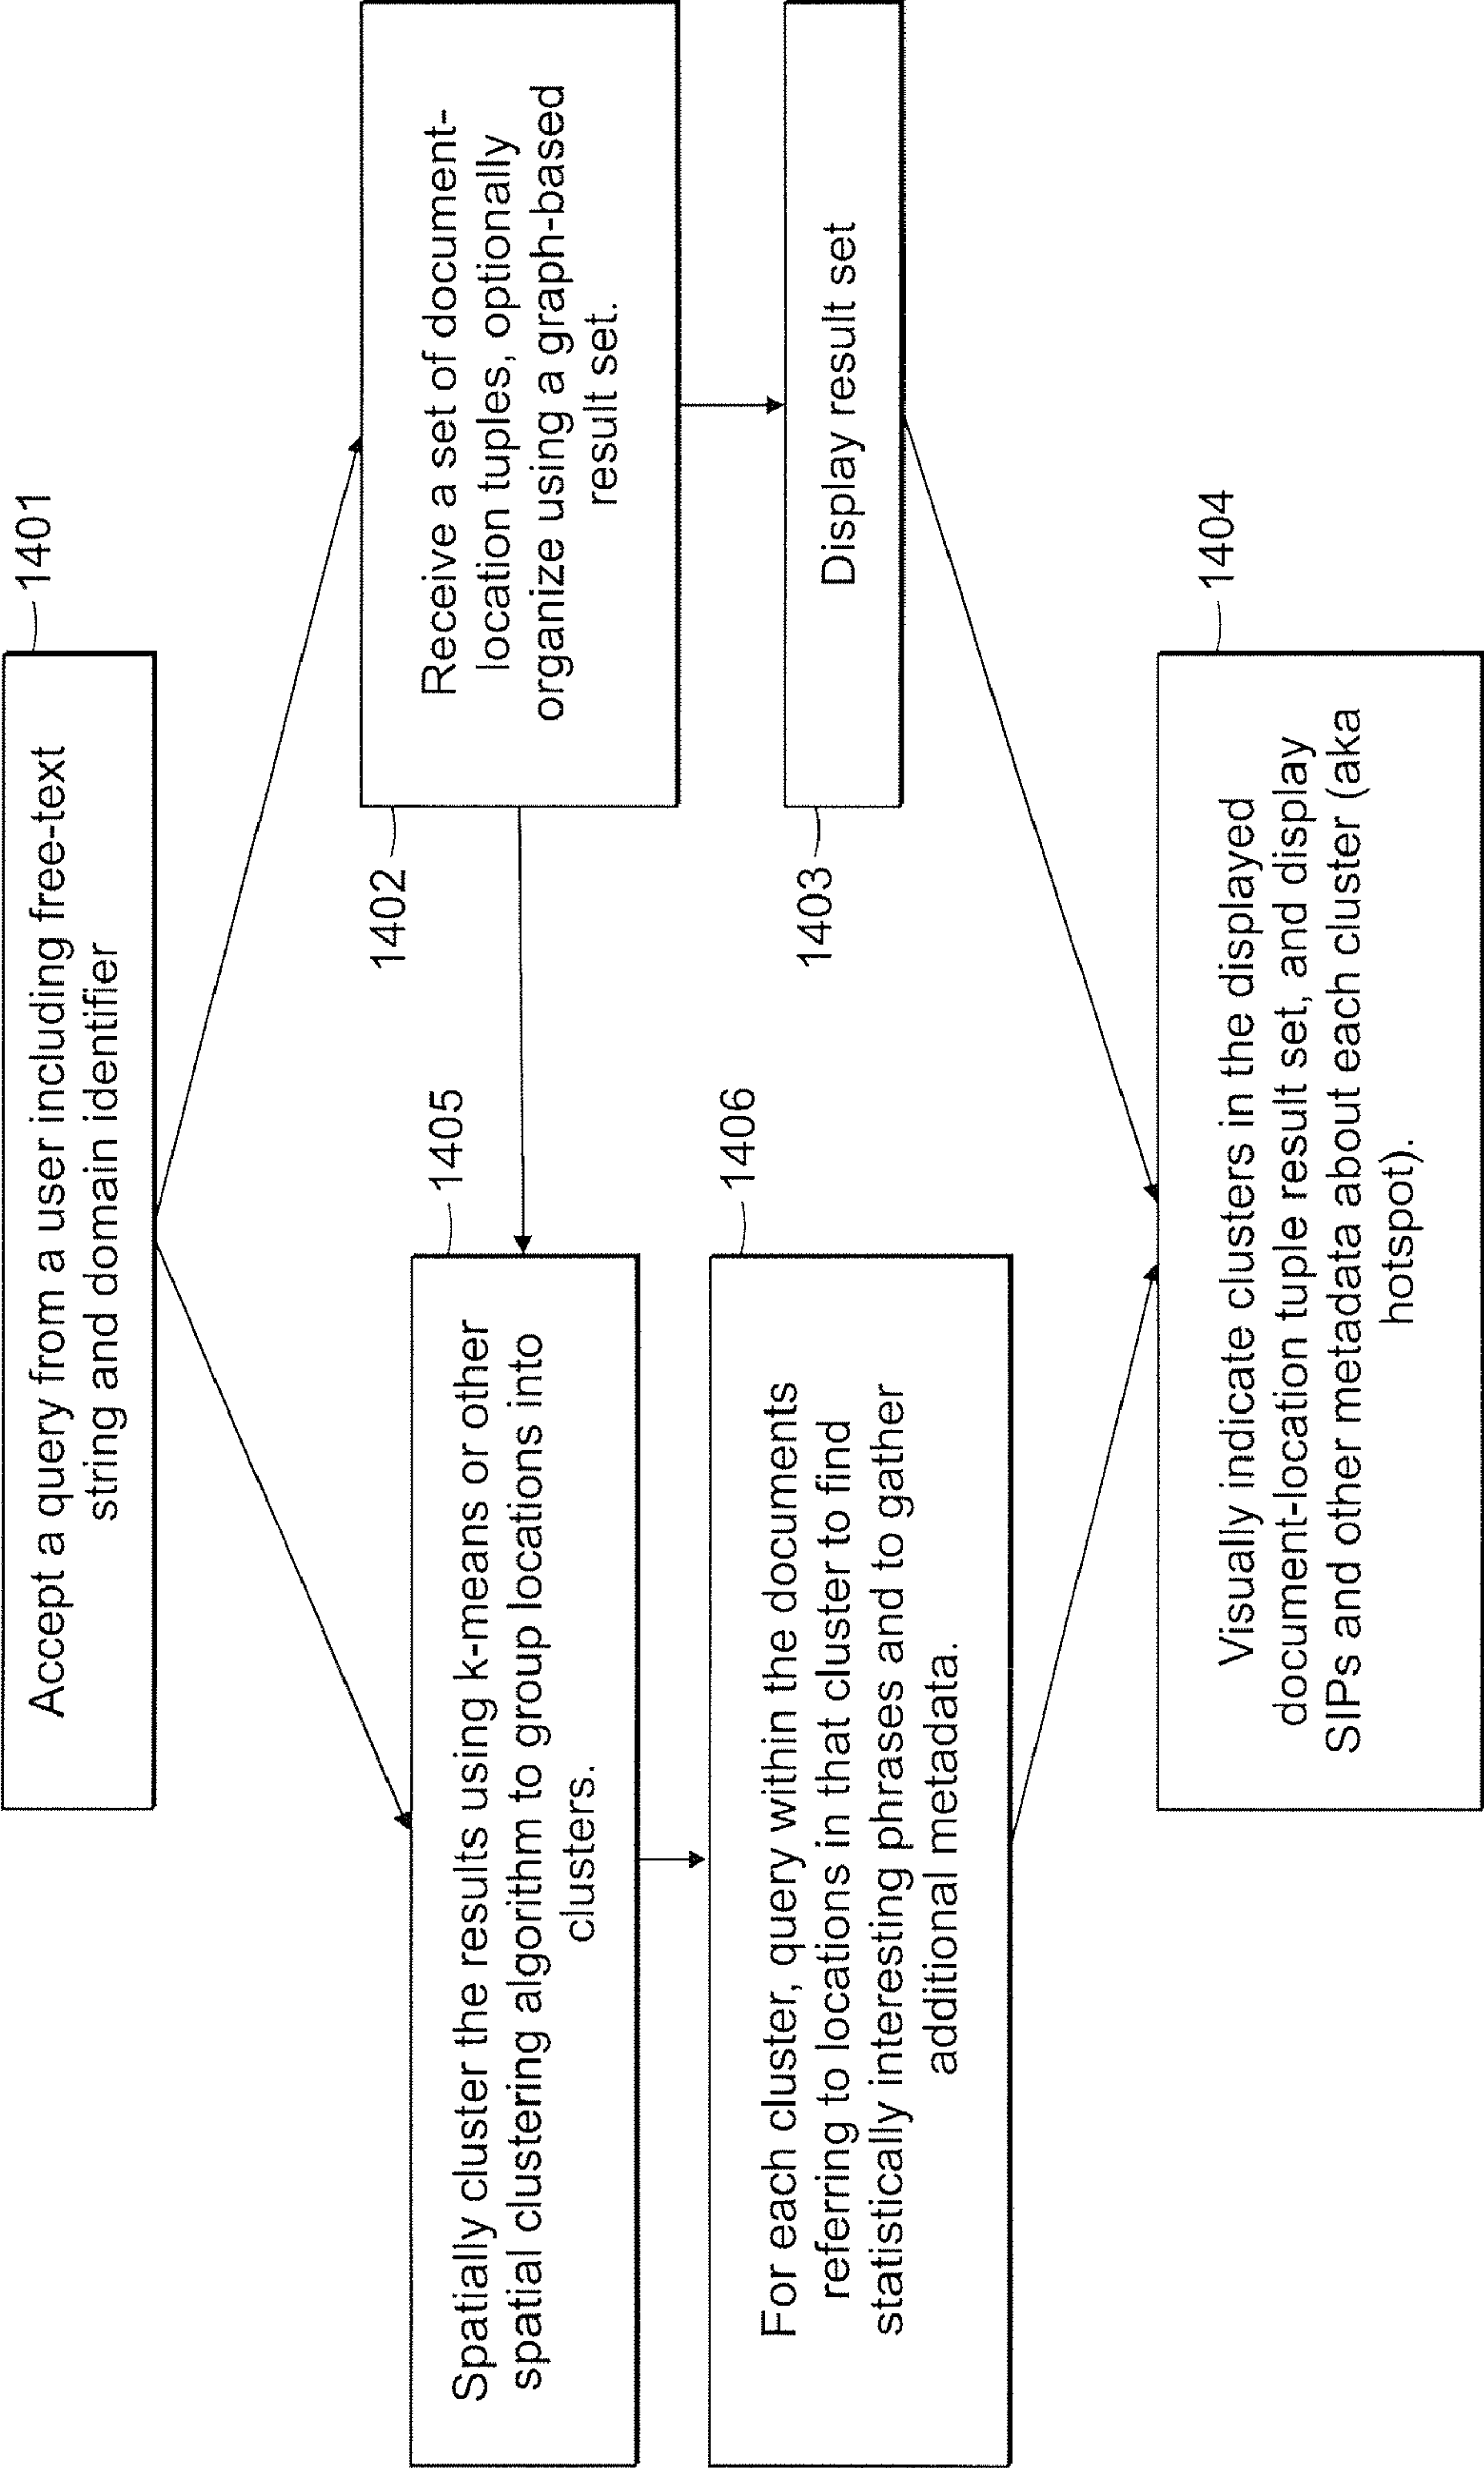 1401
Accept a query from a user including free-text
string and domain identifier
1402
Receive a set of document-
location tuples, optionally
organize using a graph-based
result set.
1405
Spatially cluster the results using k-means or other
spatial clustering algorithm to group locations into
clusters.
1403
Display result set
1406
For each cluster, query within the documents
referring to locations in that cluster to find
statistically interesting phrases and to gather
additional metadata.
1404
Visually indicate clusters in the displayed
document-location tuple result set, and display
SIPs and other metadata about each cluster (aka
hotspot).